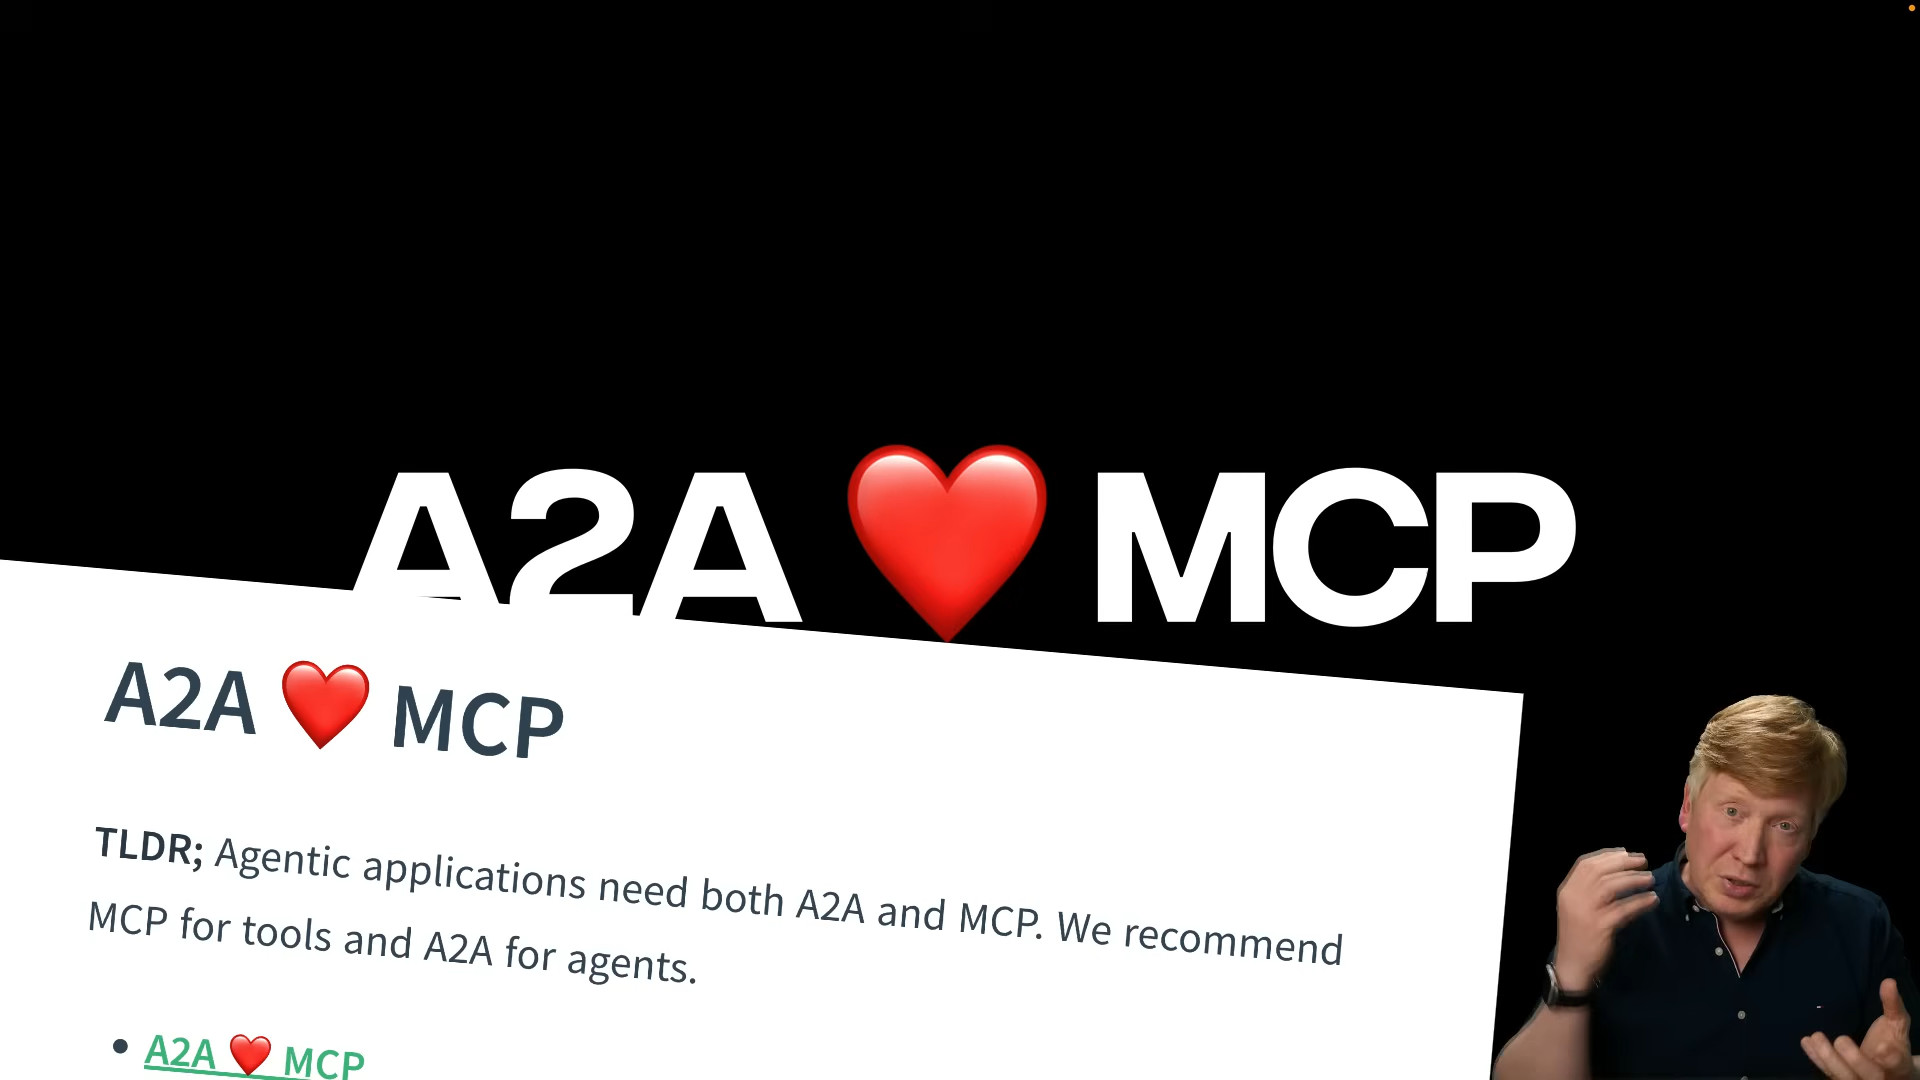 A2A ❤️ MCP
A2A ❤️ MCP
TLDR; Agentic applications need both A2A and MCP. We recommend
MCP for tools and A2A for agents.
• A2A ❤️ MCP